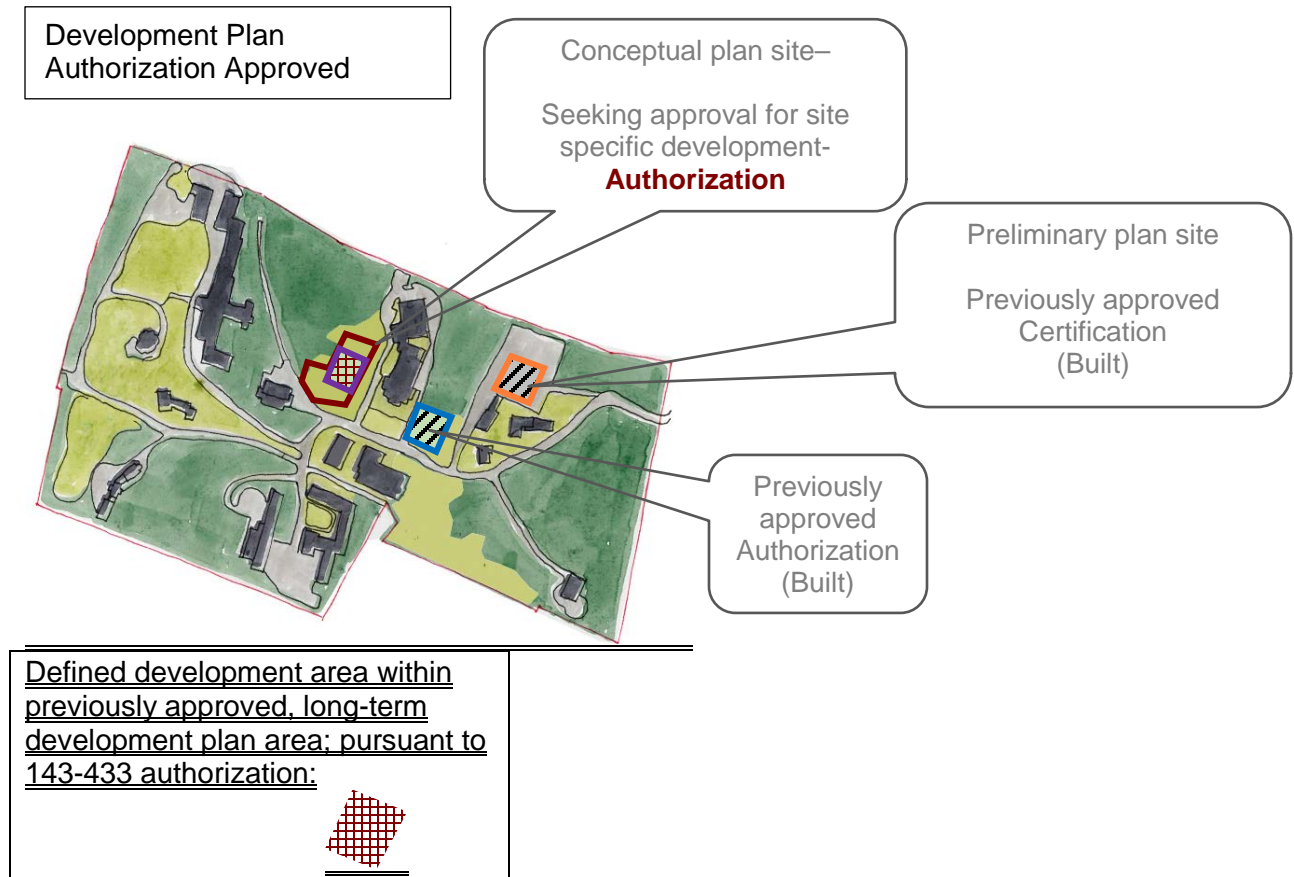 Development Plan
Authorization Approved
Conceptual plan site–
Seeking approval for site
specific development-
Authorization
Preliminary plan site
Previously approved
Certification
(Built)
Previously
approved
Authorization
(Built)
Defined development area within
previously approved, long-term
development plan area; pursuant to
143-433 authorization: